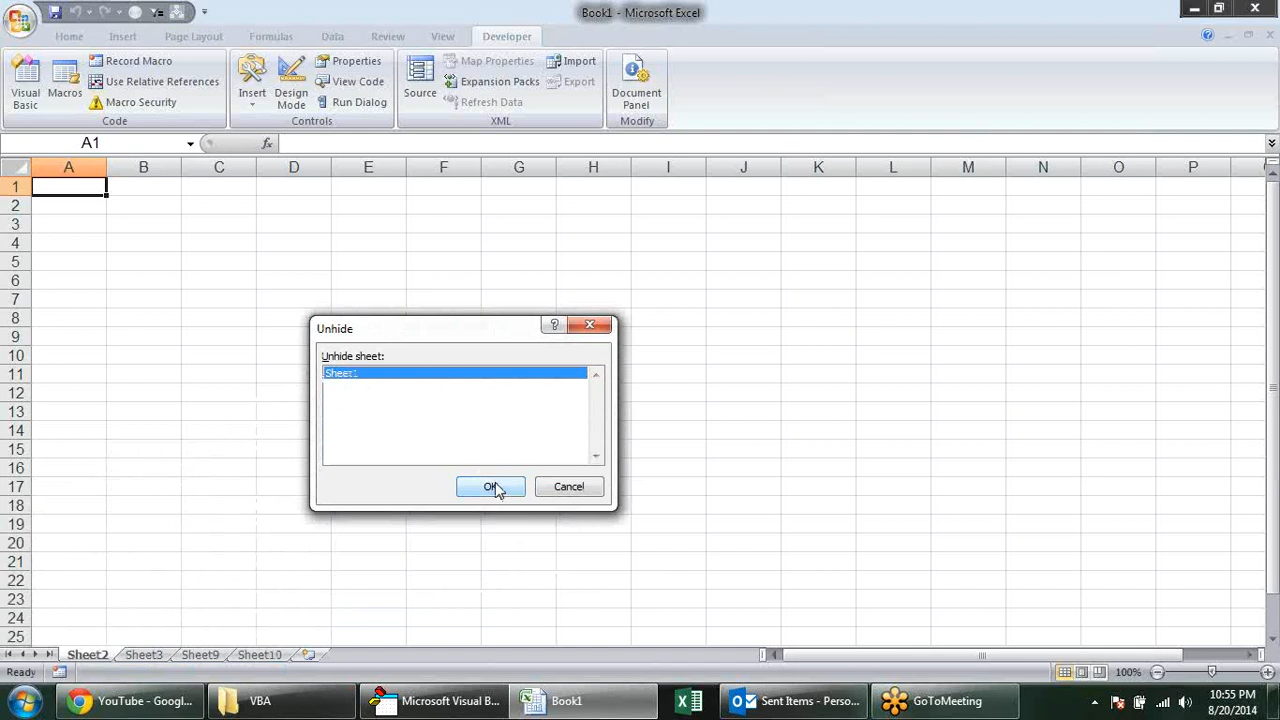 Book1 - Microsoft Excel
Home Insert Page Layout Formulas Data Review View Developer
Visual Basic
Macros
Record Macro
Use Relative References
Macro Security
Code
Insert
Design Mode
Properties
View Code
Run Dialog
Controls
Source
Map Properties
Expansion Packs
Refresh Data
Import
Export
XML
Document Panel
Modify
A1
fx
A B C D E F G H I J K L M N O P
1
2
3
4
5
6
7
8
9
10
11
12
13
14
15
16
17
18
19
20
21
22
23
24
25
Unhide
Unhide sheet:
Sheet1
OK Cancel
Sheet2 Sheet3 Sheet9 Sheet10
Ready
100%
YouTube - Googl...
VBA
Microsoft Visual B...
Book1
Sent Items - Perso...
GoToMeeting
10:55 PM
8/20/2014